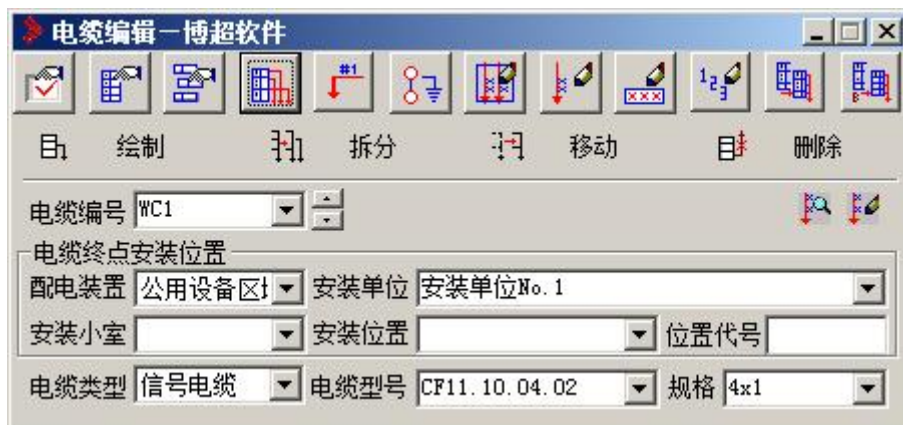 电缆编辑－博超软件
#1
123
绘制 拆分 移动 删除
电缆编号 WC1
电缆终点安装位置
配电装置 公用设备区 安装单位 安装单位No.1
安装小室 安装位置 位置代号
电缆类型 信号电缆 电缆型号 CF11.10.04.02 规格 4x1